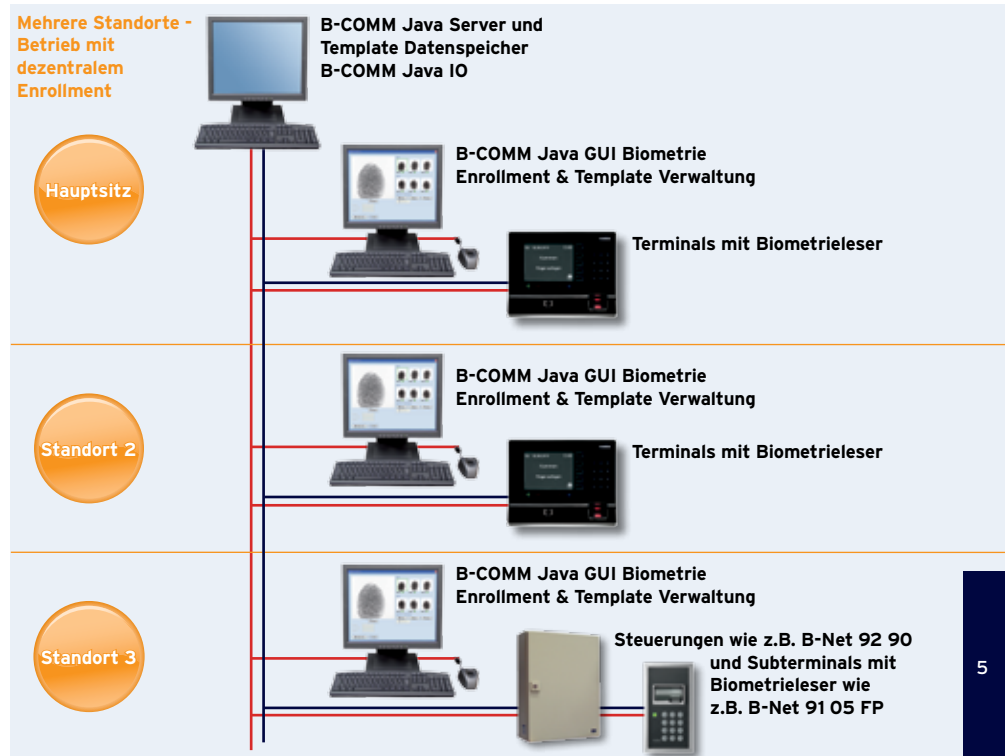 Mehrere Standorte -
Betrieb mit
dezentralem
Enrollment
B-COMM Java Server und
Template Datenspeicher
B-COMM Java IO
Hauptsitz
B-COMM Java GUI Biometrie
Enrollment & Template Verwaltung
Terminals mit Biometrieleser
Standort 2
B-COMM Java GUI Biometrie
Enrollment & Template Verwaltung
Terminals mit Biometrieleser
Standort 3
B-COMM Java GUI Biometrie
Enrollment & Template Verwaltung
Steuerungen wie z.B. B-Net 92 90
und Subterminals mit
Biometrieleser wie
z.B. B-Net 91 05 FP
5